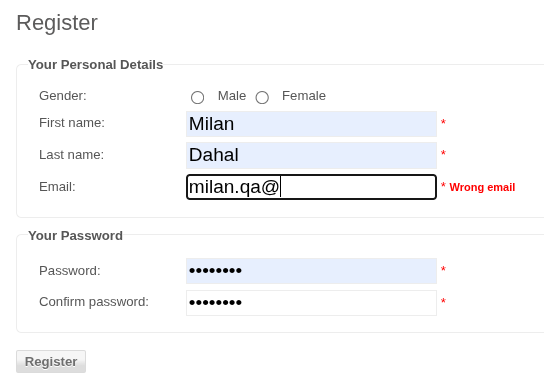 Register
Your Personal Details
Gender: Male Female
First name: Milan *
Last name: Dahal *
Email: milan.qa@ * Wrong email
Your Password
Password: •••••••• *
Confirm password: •••••••• *
Register